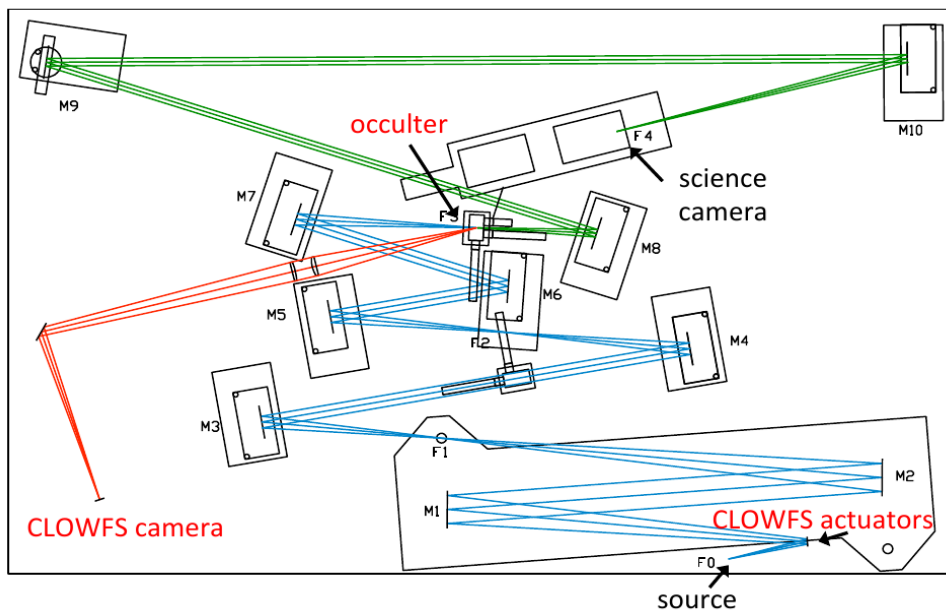 M9
M10
occulter
F4
science
camera
M7
F3
M8
M6
M5
F2
M4
M3
F1
M1
M2
CLOWFS camera
CLOWFS actuators
F0
source